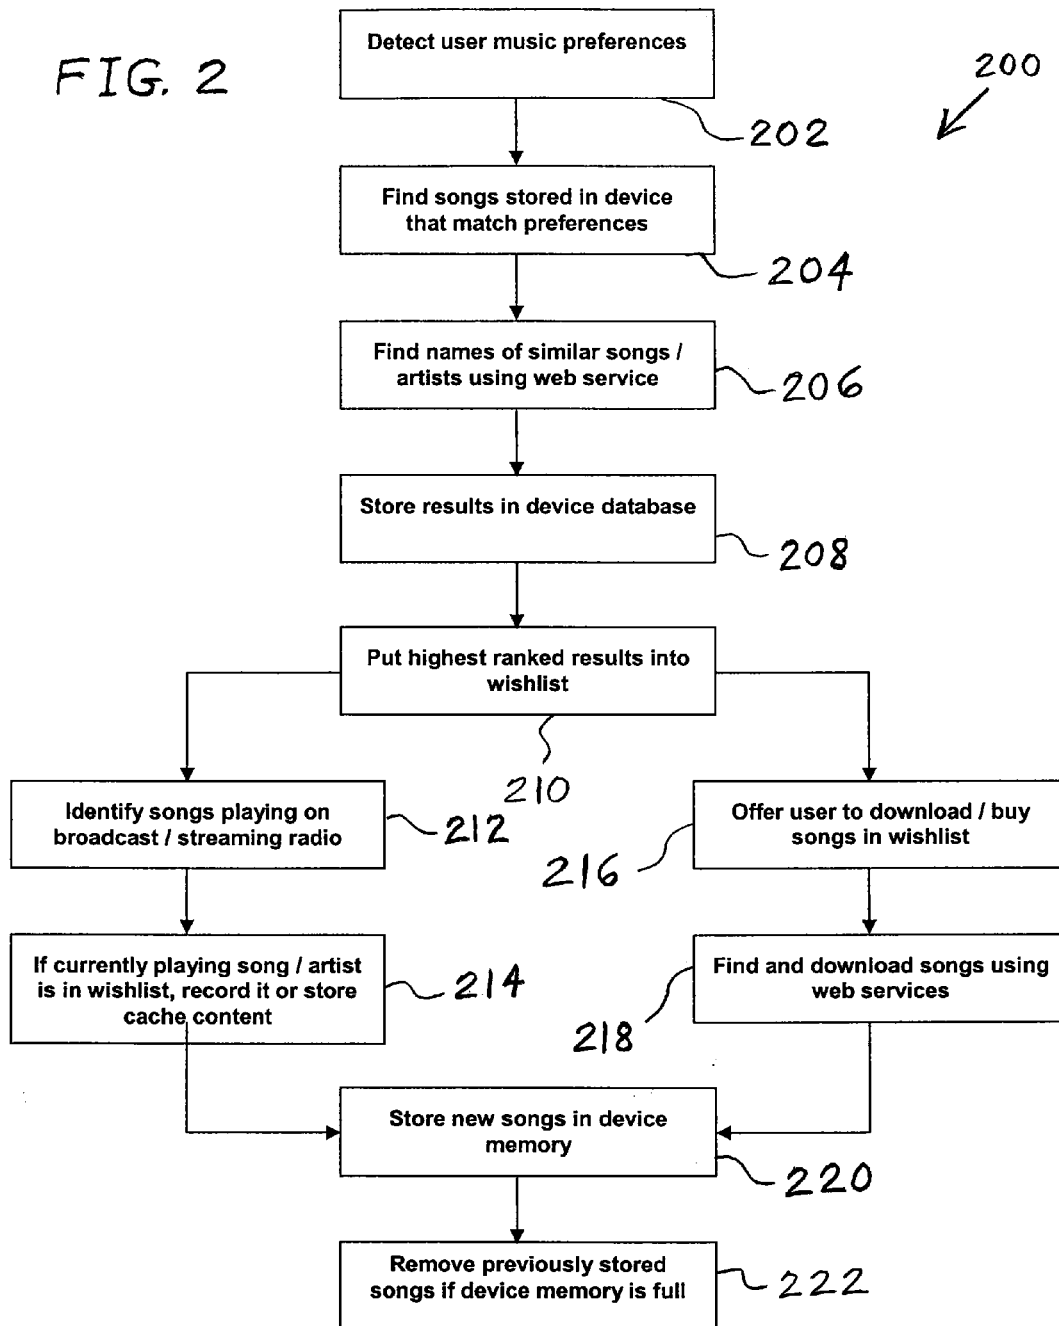 FIG. 2
200
Detect user music preferences
202
Find songs stored in device
that match preferences
204
Find names of similar songs /
artists using web service
206
Store results in device database
208
Put highest ranked results into
wishlist
210
Identify songs playing on
broadcast / streaming radio
212
Offer user to download / buy
songs in wishlist
216
If currently playing song / artist
is in wishlist, record it or store
cache content
214
Find and download songs using
web services
218
Store new songs in device
memory
220
Remove previously stored
songs if device memory is full
222